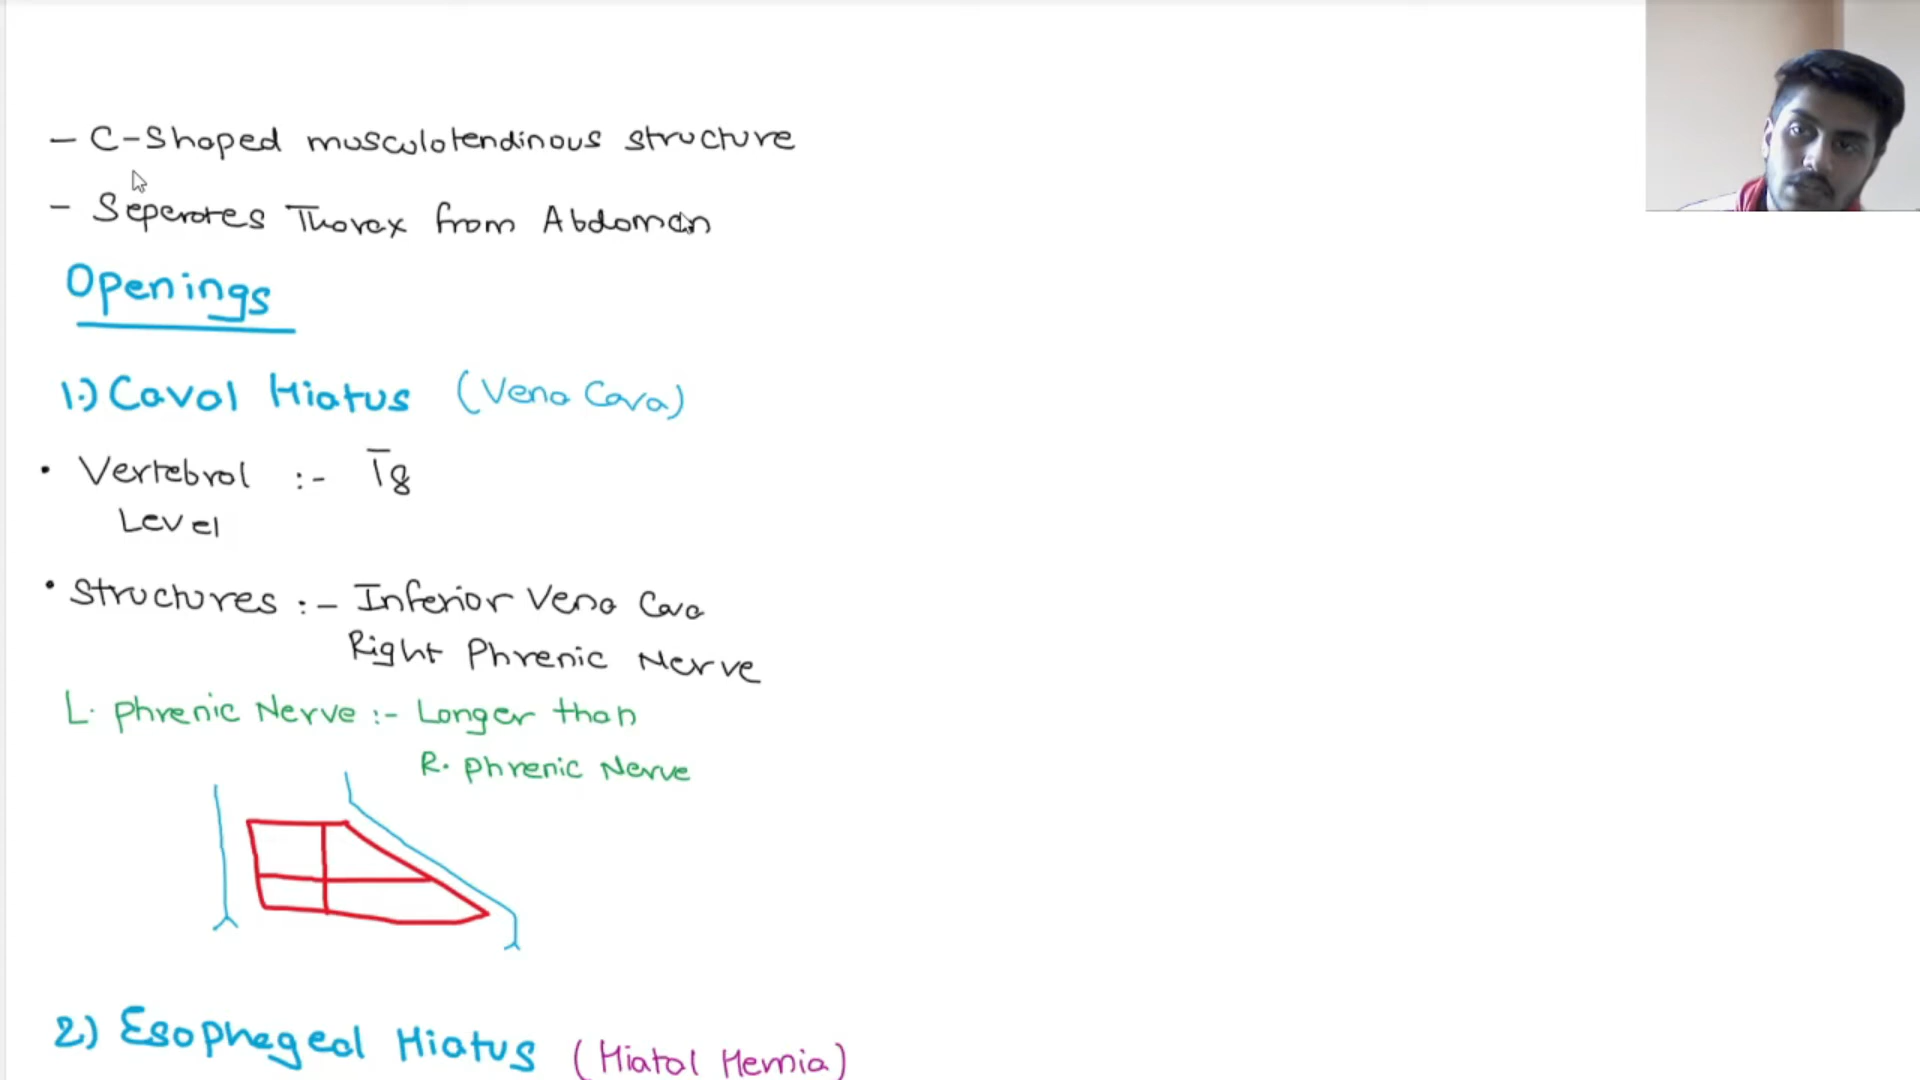 - C-Shaped musculotendinous structure
- Seperates Thorax from Abdomen
Openings
1.) Caval Hiatus (Vena Cava)
• Vertebral :- T8
Level
• Structures :- Inferior Vena Cava
Right Phrenic Nerve
L. Phrenic Nerve :- Longer than
R. Phrenic Nerve
2) Esophageal Hiatus (Hiatal Hernia)